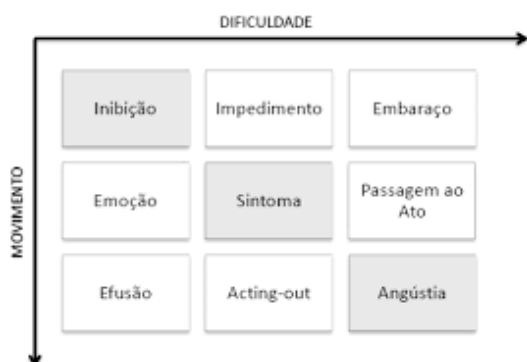 DIFICULDADE
MOVIMENTO
Inibição
Impedimento
Embaraço
Emoção
Sintoma
Passagem ao
Ato
Efusão
Acting-out
Angústia